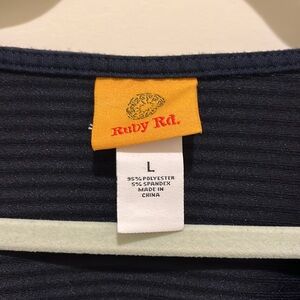 Ruby Rd.
L
95% POLYESTER
5% SPANDEX
MADE IN
CHINA